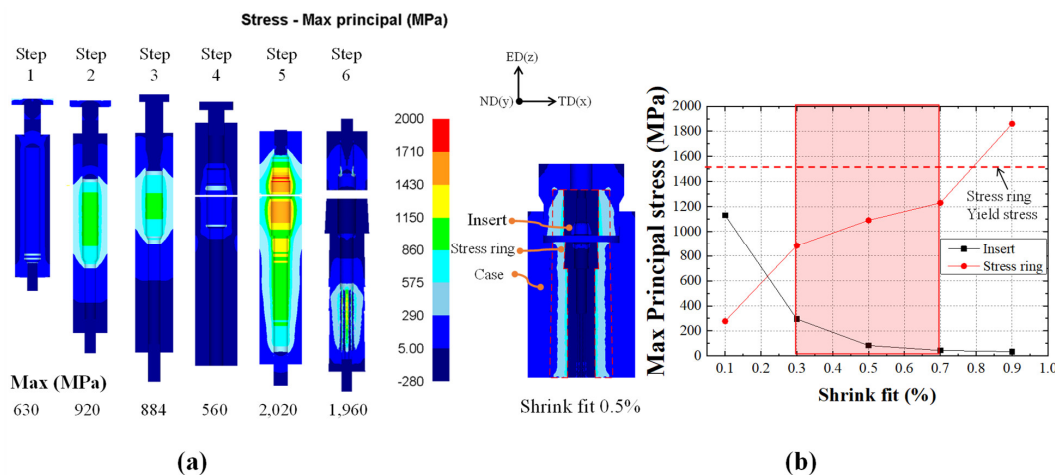 Stress - Max principal (MPa)
Step 1
Step 2
Step 3
Step 4
Step 5
Step 6
2000
1710
1430
1150
860
575
290
5.00
-280
Max (MPa)
630
920
884
560
2,020
1,960
(a)
ED(z)
ND(y)
TD(x)
Insert
Stress ring
Case
Shrink fit 0.5%
Max Principal stress (MPa)
2000
1800
1600
1400
1200
1000
800
600
400
200
0
Stress ring
Yield stress
Insert
Stress ring
0.1 0.2 0.3 0.4 0.5 0.6 0.7 0.8 0.9 1.0
Shrink fit (%)
(b)